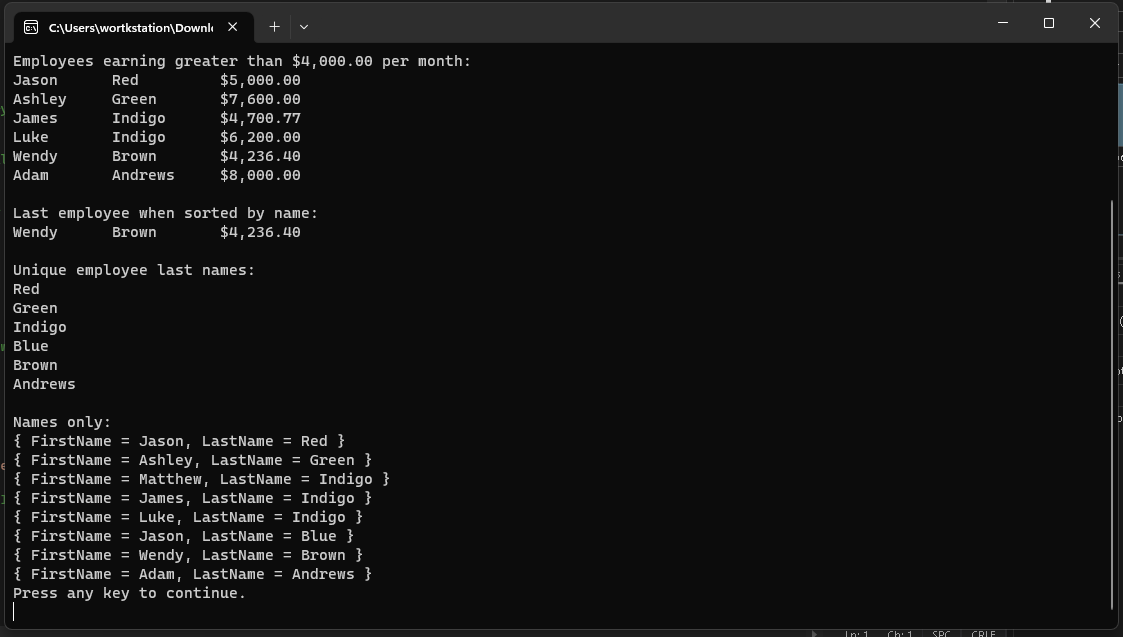 C:\Users\wortkstation\Downl
Employees earning greater than $4,000.00 per month:
Jason Red $5,000.00
Ashley Green $7,600.00
James Indigo $4,700.77
Luke Indigo $6,200.00
Wendy Brown $4,236.40
Adam Andrews $8,000.00
Last employee when sorted by name:
Wendy Brown $4,236.40
Unique employee last names:
Red
Green
Indigo
Blue
Brown
Andrews
Names only:
{ FirstName = Jason, LastName = Red }
{ FirstName = Ashley, LastName = Green }
{ FirstName = Matthew, LastName = Indigo }
{ FirstName = James, LastName = Indigo }
{ FirstName = Luke, LastName = Indigo }
{ FirstName = Jason, LastName = Blue }
{ FirstName = Wendy, LastName = Brown }
{ FirstName = Adam, LastName = Andrews }
Press any key to continue.
Ln: 1 Ch: 1 SPC CRLF